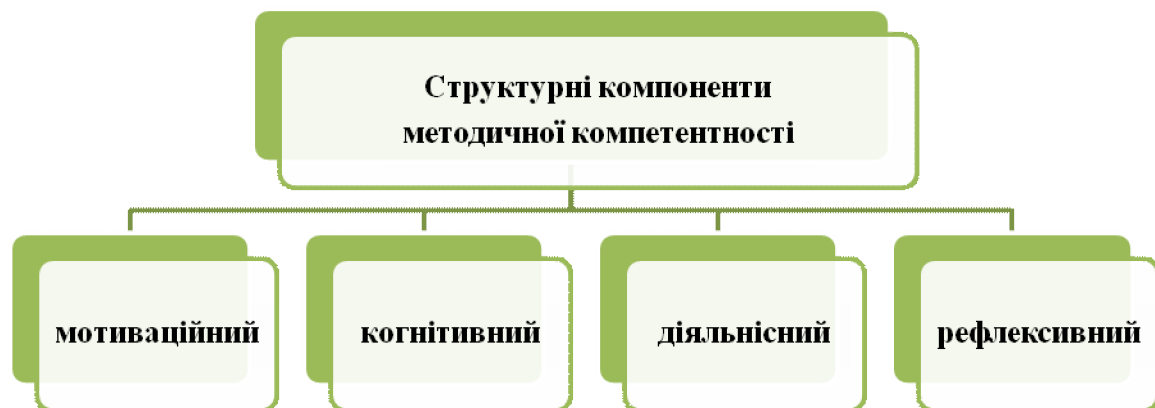 Структурні компоненти
методичної компетентності
мотиваційний
когнітивний
діяльнісний
рефлексивний